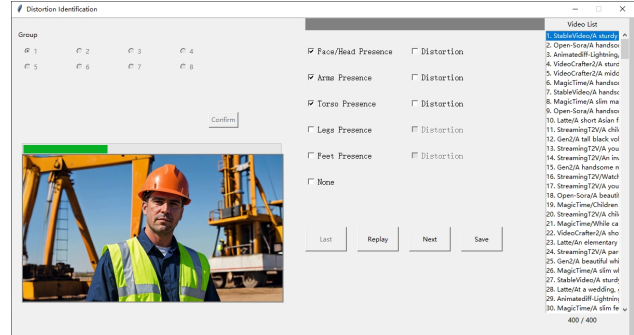 Distortion Identification
Group
1 2 3 4
5 6 7 8
Confirm
Face/Head Presence Distortion
Arms Presence Distortion
Torso Presence Distortion
Legs Presence Distortion
Feet Presence Distortion
None
Last Replay Next Save
Video List
1. StableVideo/A sturdy
2. Open-Sora/A handso
3. Animatediff-Lightning,
4. VideoCrafter2/A sturd
5. VideoCrafter2/A midd
6. MagicTime/A handso
7. StableVideo/A handso
8. MagicTime/A slim ma
9. Open-Sora/A handso
10. Latte/A short Asian f
11. StreamingT2V/A chil
12. Gen2/A tall black vol
13. StreamingT2V/A you
14. StreamingT2V/An inv
15. Gen2/A handsome m
16. StreamingT2V/Watch
17. StreamingT2V/A you
18. Open-Sora/A beauti
19. MagicTime/Children
20. StreamingT2V/A chil
21. MagicTime/While ca
22. VideoCrafter2/A sho
23. Latte/An elementary
24. StreamingT2V/A par
25. Gen2/A beautiful whi
26. MagicTime/A slim w
27. StableVideo/A sturdy
28. Latte/At a wedding,
29. Animatediff-Lightning
30. MagicTime/A slim fe
400 / 400